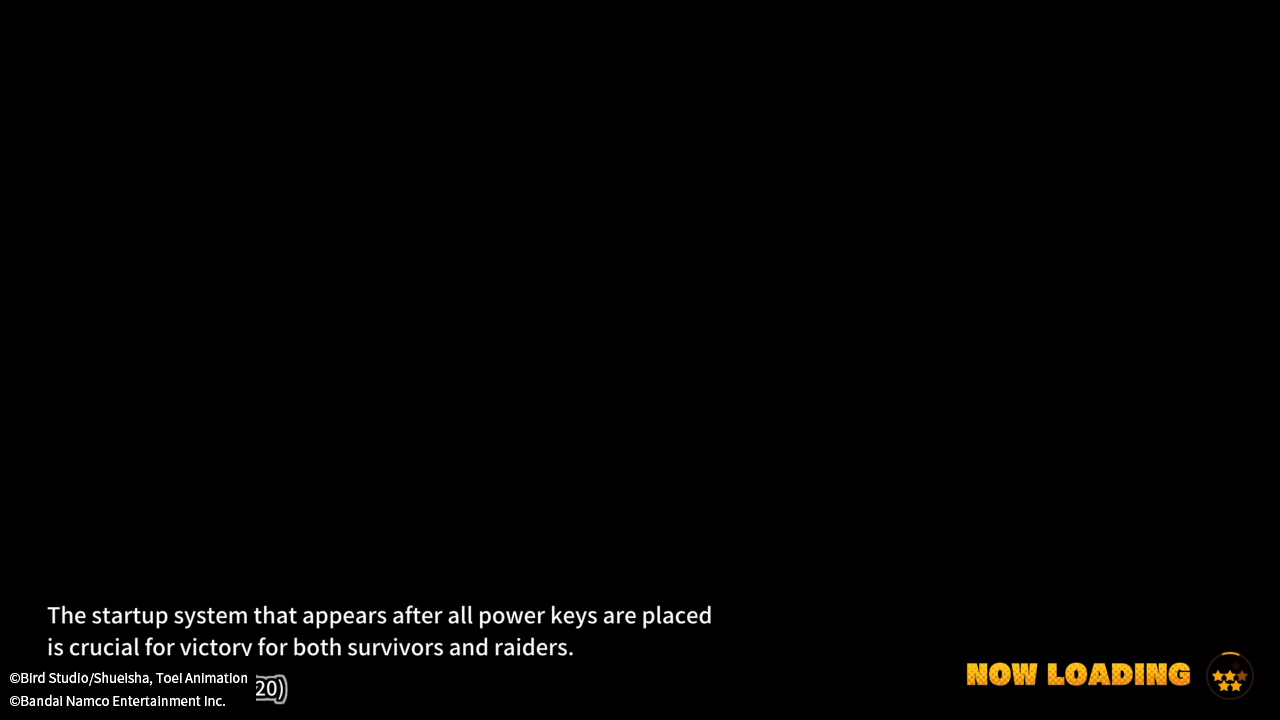 The startup system that appears after all power keys are placed
is crucial for victory for both survivors and raiders.
©Bird Studio/Shueisha, Toei Animation
20)
©Bandai Namco Entertainment Inc.
NOW LOADING